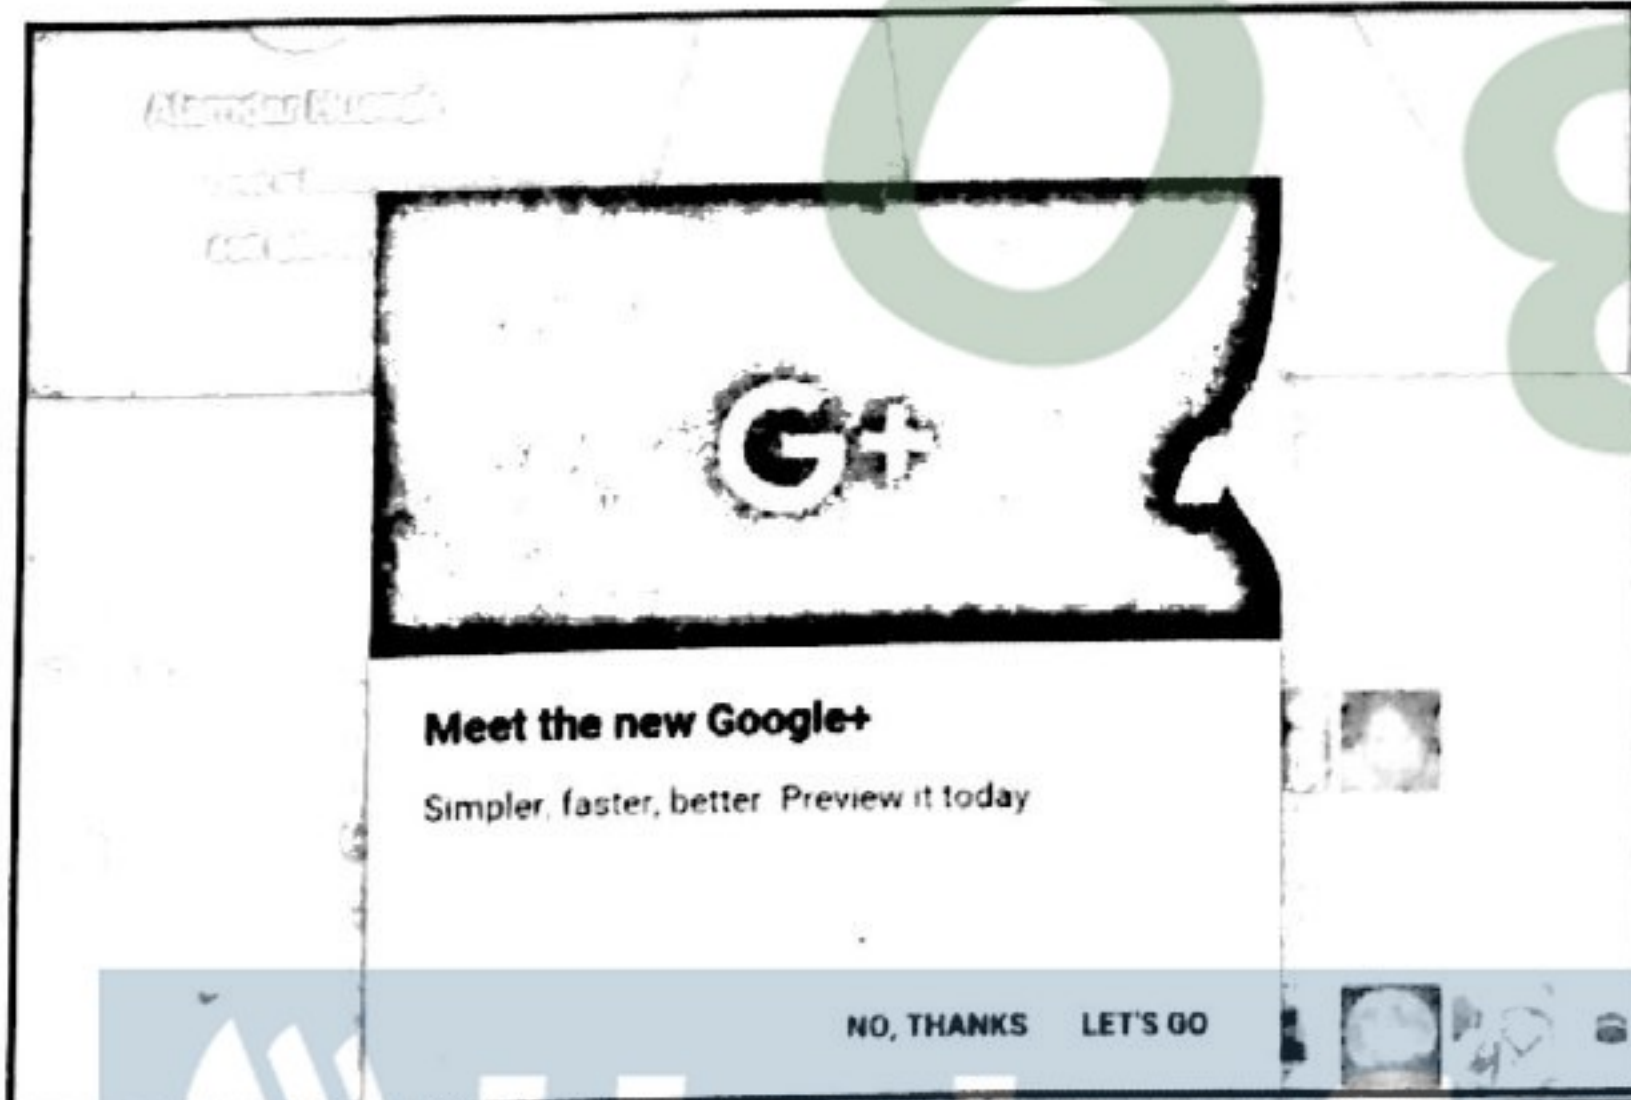 G+
Meet the new Google+
Simpler, faster, better Preview it today
NO, THANKS LET'S GO